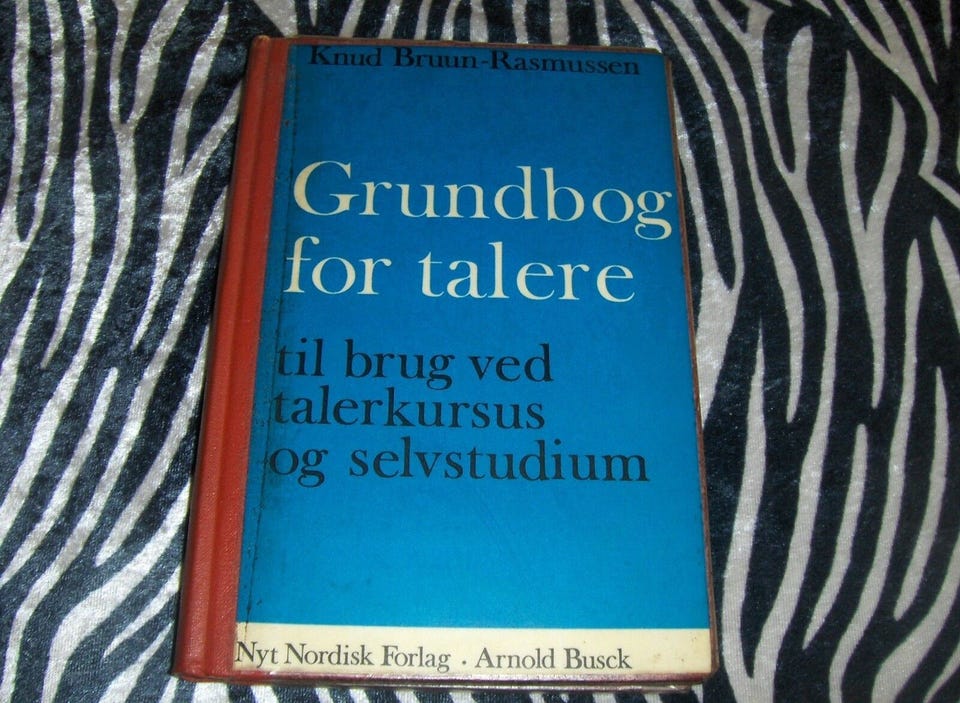 Knud Bruun-Rasmussen
Grundbog
for talere
til brug ved
talerkursus
og selvstudium
Nyt Nordisk Forlag . Arnold Busck